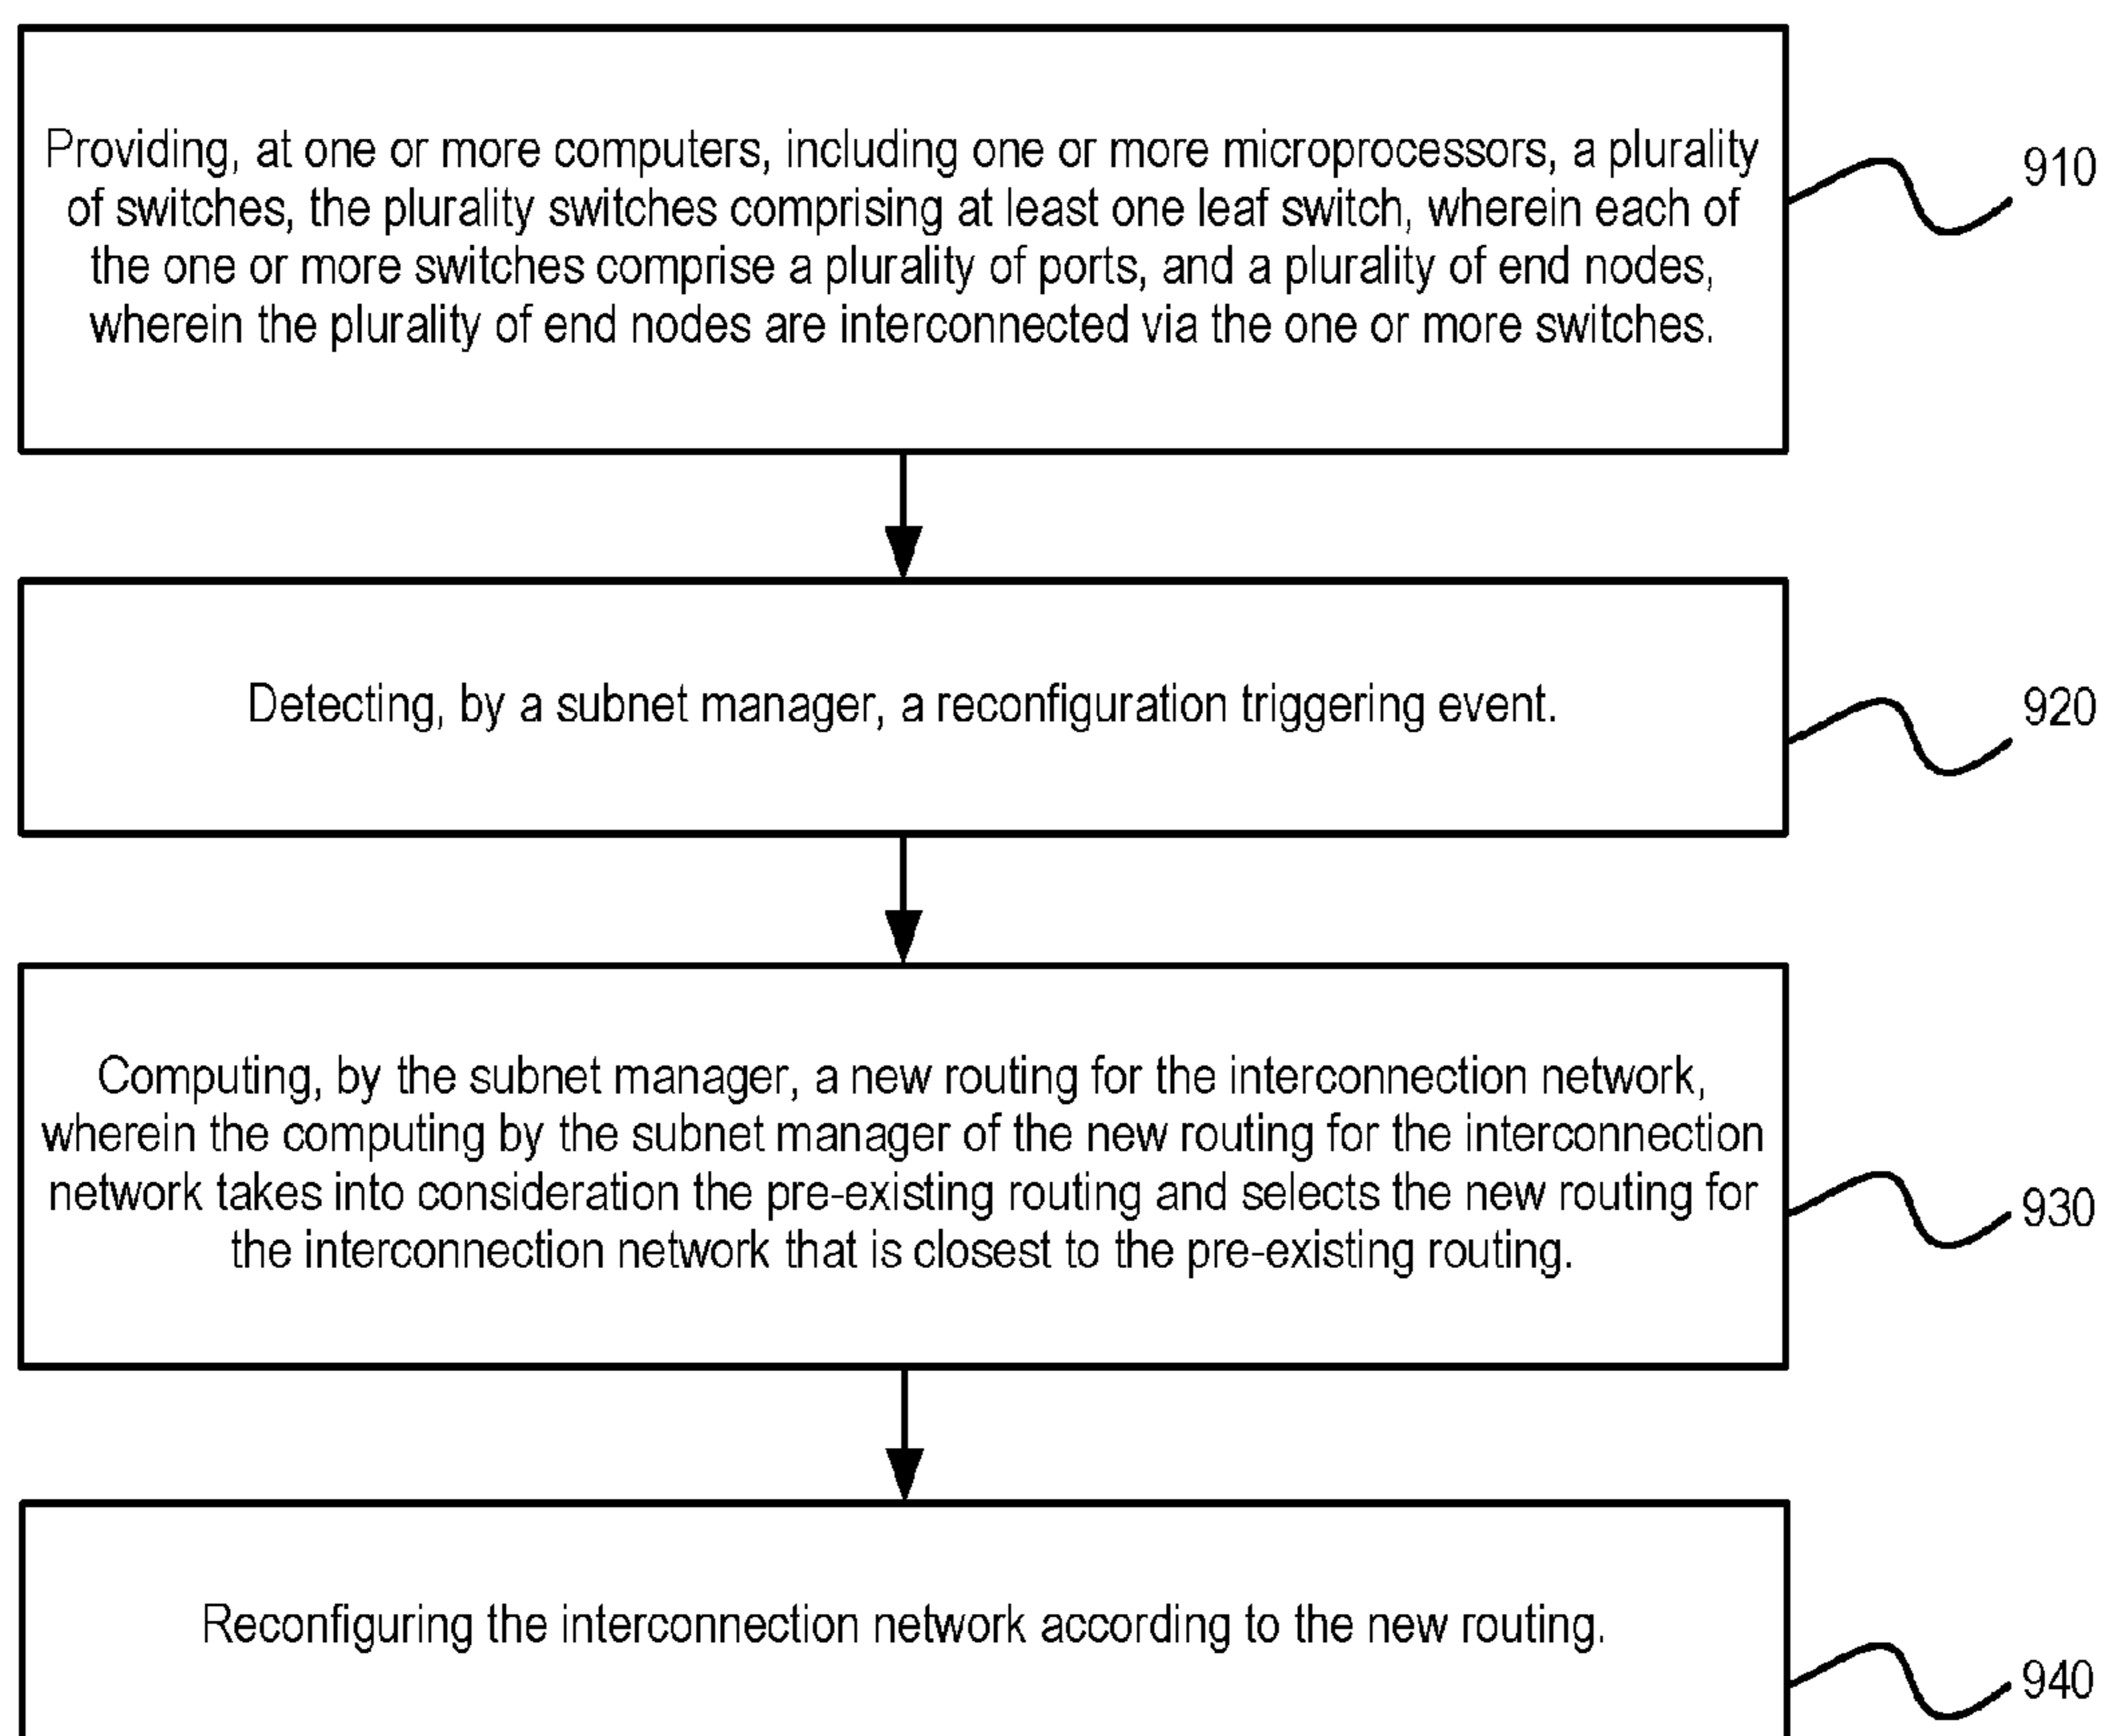 Providing, at one or more computers, including one or more microprocessors, a plurality
of switches, the plurality switches comprising at least one leaf switch, wherein each of
the one or more switches comprise a plurality of ports, and a plurality of end nodes,
wherein the plurality of end nodes are interconnected via the one or more switches.
910
Detecting, by a subnet manager, a reconfiguration triggering event.
920
Computing, by the subnet manager, a new routing for the interconnection network,
wherein the computing by the subnet manager of the new routing for the interconnection
network takes into consideration the pre-existing routing and selects the new routing for
the interconnection network that is closest to the pre-existing routing.
930
Reconfiguring the interconnection network according to the new routing.
940